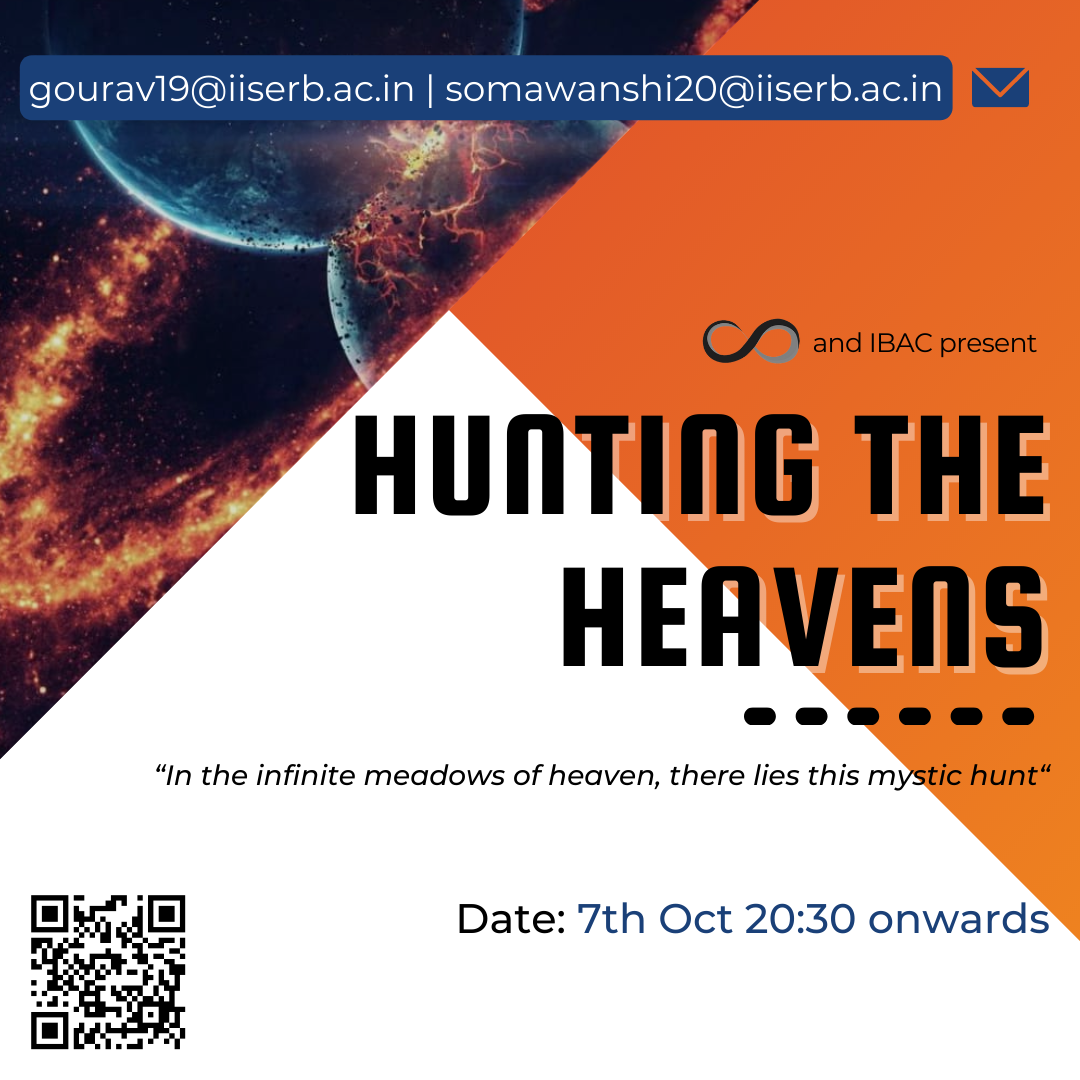 gourav19@iiserb.ac.in | somawanshi20@iiserb.ac.in
and IBAC present
HUNTING THE
HEAVENS
“In the infinite meadows of heaven, there lies this mystic hunt“
Date: 7th Oct 20:30 onwards